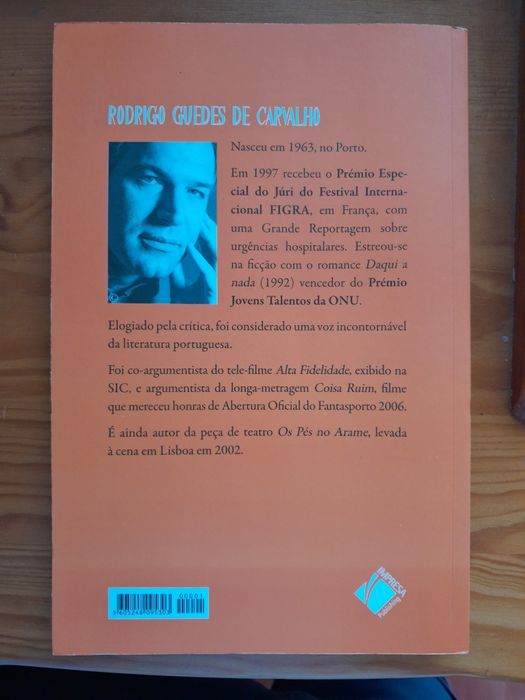 RODRIGO GUEDES DE CARVALHO
Nasceu em 1963, no Porto.
Em 1997 recebeu o Prémio Espe-
cial do Júri do Festival Interna-
cional FIGRA, em França, com
uma Grande Reportagem sobre
urgências hospitalares. Estreou-se
na ficção com o romance Daqui a
nada (1992) vencedor do Prémio
Jovens Talentos da ONU.
Elogiado pela crítica, foi considerado uma voz incontornável
da literatura portuguesa.
Foi co-argumentista do tele-filme Alta Fidelidade, exibido na
SIC, e argumentista da longa-metragem Coisa Ruim, filme
que mereceu honras de Abertura Oficial do Fantasporto 2006.
É ainda autor da peça de teatro Os Pés no Arame, levada
à cena em Lisboa em 2002.
00001
5605248095303
IMPRESA
Publishing